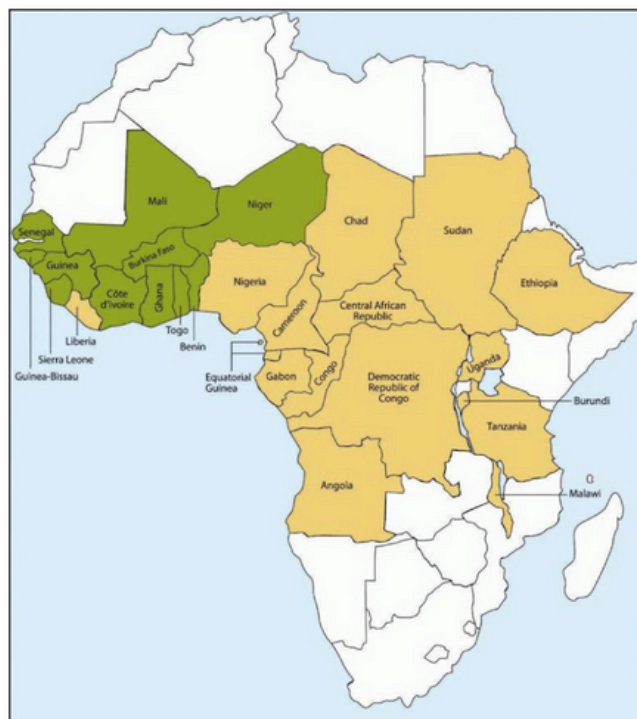 Mali
Niger
Senegal
Chad
Sudan
Burkina Faso
Guinea
Nigeria
Ethiopia
Côte
d'Ivoire
Ghana
Cameroon
Central African
Republic
Liberia
Togo
Sierra Leone
Benin
Guinea-Bissau
Equatorial
Guinea
Gabon
Congo
Democratic
Republic of
Congo
Uganda
Burundi
Tanzania
Angola
Malawi